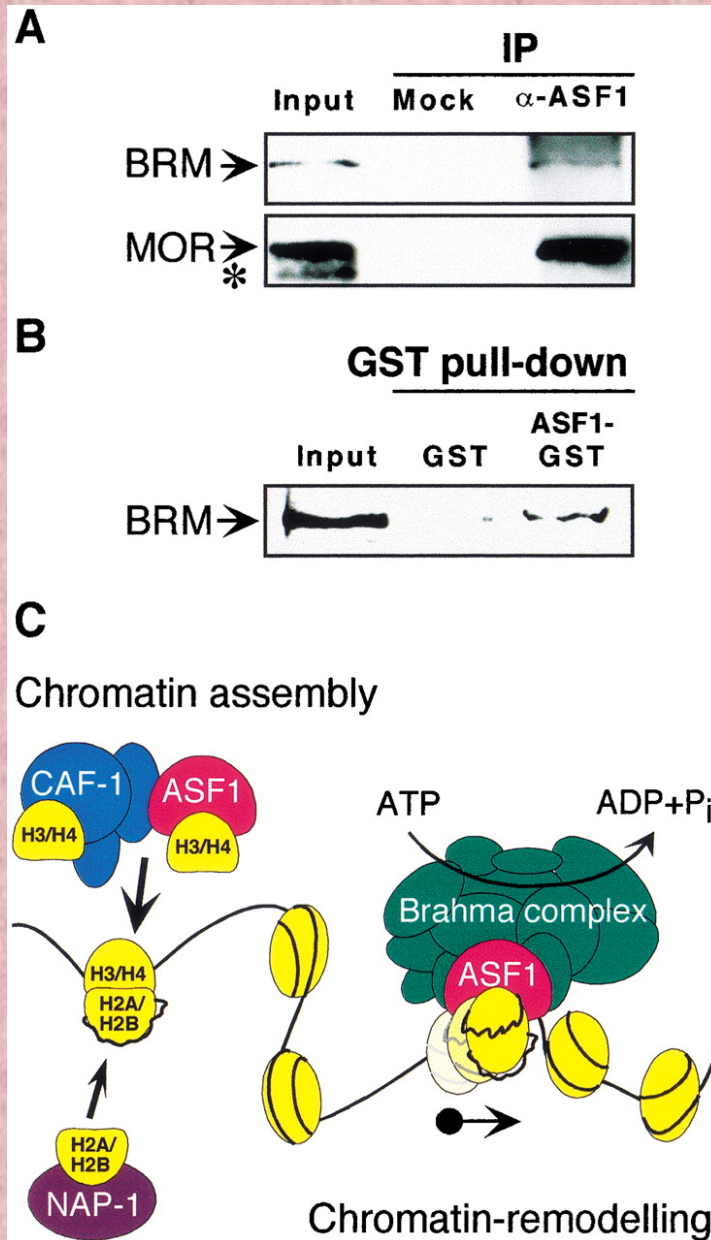 A
IP
Input Mock α-ASF1
BRM
MOR
*
B
GST pull-down
Input GST ASF1-GST
BRM
C
Chromatin assembly
CAF-1 ASF1
H3/H4 H3/H4
ATP ADP+Pi
Brahma complex
ASF1
H3/H4
H2A/
H2B
H2A/
H2B
NAP-1
Chromatin-remodelling